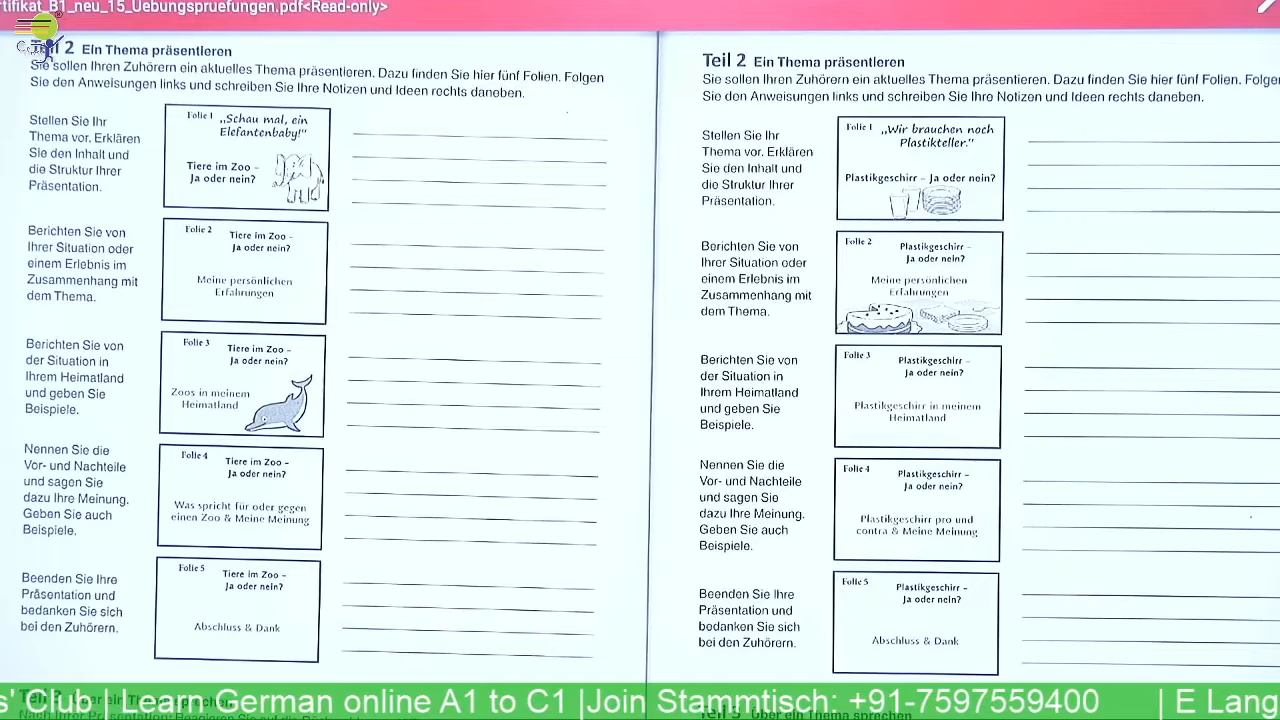 rtifikat_B1_neu_15_Uebungspruefungen.pdf<Read-only>
2 Ein Thema präsentieren
Sie sollen Ihren Zuhörern ein aktuelles Thema präsentieren. Dazu finden Sie hier fünf Folien. Folgen
Sie den Anweisungen links und schreiben Sie Ihre Notizen und Ideen rechts daneben.
Stellen Sie Ihr
Thema vor. Erklären
Sie den Inhalt und
die Struktur Ihrer
Präsentation.
Folie 1
„Schau mal, ein
Elefantenbaby!"
Tiere im Zoo –
Ja oder nein?
Berichten Sie von
Ihrer Situation oder
einem Erlebnis im
Zusammenhang mit
dem Thema.
Folie 2
Tiere im Zoo –
Ja oder nein?
Meine persönlichen
Erfahrungen
Berichten Sie von
der Situation in
Ihrem Heimatland
und geben Sie
Beispiele.
Folie 3
Tiere im Zoo –
Ja oder nein?
Zoos in meinem
Heimatland
Nennen Sie die
Vor- und Nachteile
und sagen Sie
dazu Ihre Meinung.
Geben Sie auch
Beispiele.
Folie 4
Tiere im Zoo –
Ja oder nein?
Was spricht für oder gegen
einen Zoo & Meine Meinung
Beenden Sie Ihre
Präsentation und
bedanken Sie sich
bei den Zuhörern.
Folie 5
Tiere im Zoo –
Ja oder nein?
Abschluss & Dank
Teil 2 Ein Thema präsentieren
Sie sollen Ihren Zuhörern ein aktuelles Thema präsentieren. Dazu finden Sie hier fünf Folien. Folge
Sie den Anweisungen links und schreiben Sie Ihre Notizen und Ideen rechts daneben.
Stellen Sie Ihr
Thema vor. Erklären
Sie den Inhalt und
die Struktur Ihrer
Präsentation.
Folie 1
„Wir brauchen noch
Plastikteller."
Plastikgeschirr – Ja oder nein?
Berichten Sie von
Ihrer Situation oder
einem Erlebnis im
Zusammenhang mit
dem Thema.
Folie 2
Plastikgeschirr –
Ja oder nein?
Meine persönlichen
Erfahrungen
Berichten Sie von
der Situation in
Ihrem Heimatland
und geben Sie
Beispiele.
Folie 3
Plastikgeschirr –
Ja oder nein?
Plastikgeschirr in meinem
Heimatland
Nennen Sie die
Vor- und Nachteile
und sagen Sie
dazu Ihre Meinung.
Geben Sie auch
Beispiele.
Folie 4
Plastikgeschirr –
Ja oder nein?
Plastikgeschirr pro und
contra & Meine Meinung
Beenden Sie Ihre
Präsentation und
bedanken Sie sich
bei den Zuhörern.
Folie 5
Plastikgeschirr –
Ja oder nein?
Abschluss & Dank
s' Club | Learn German online A1 to C1 |Join Stammtisch: +91-7597559400 | E Lang